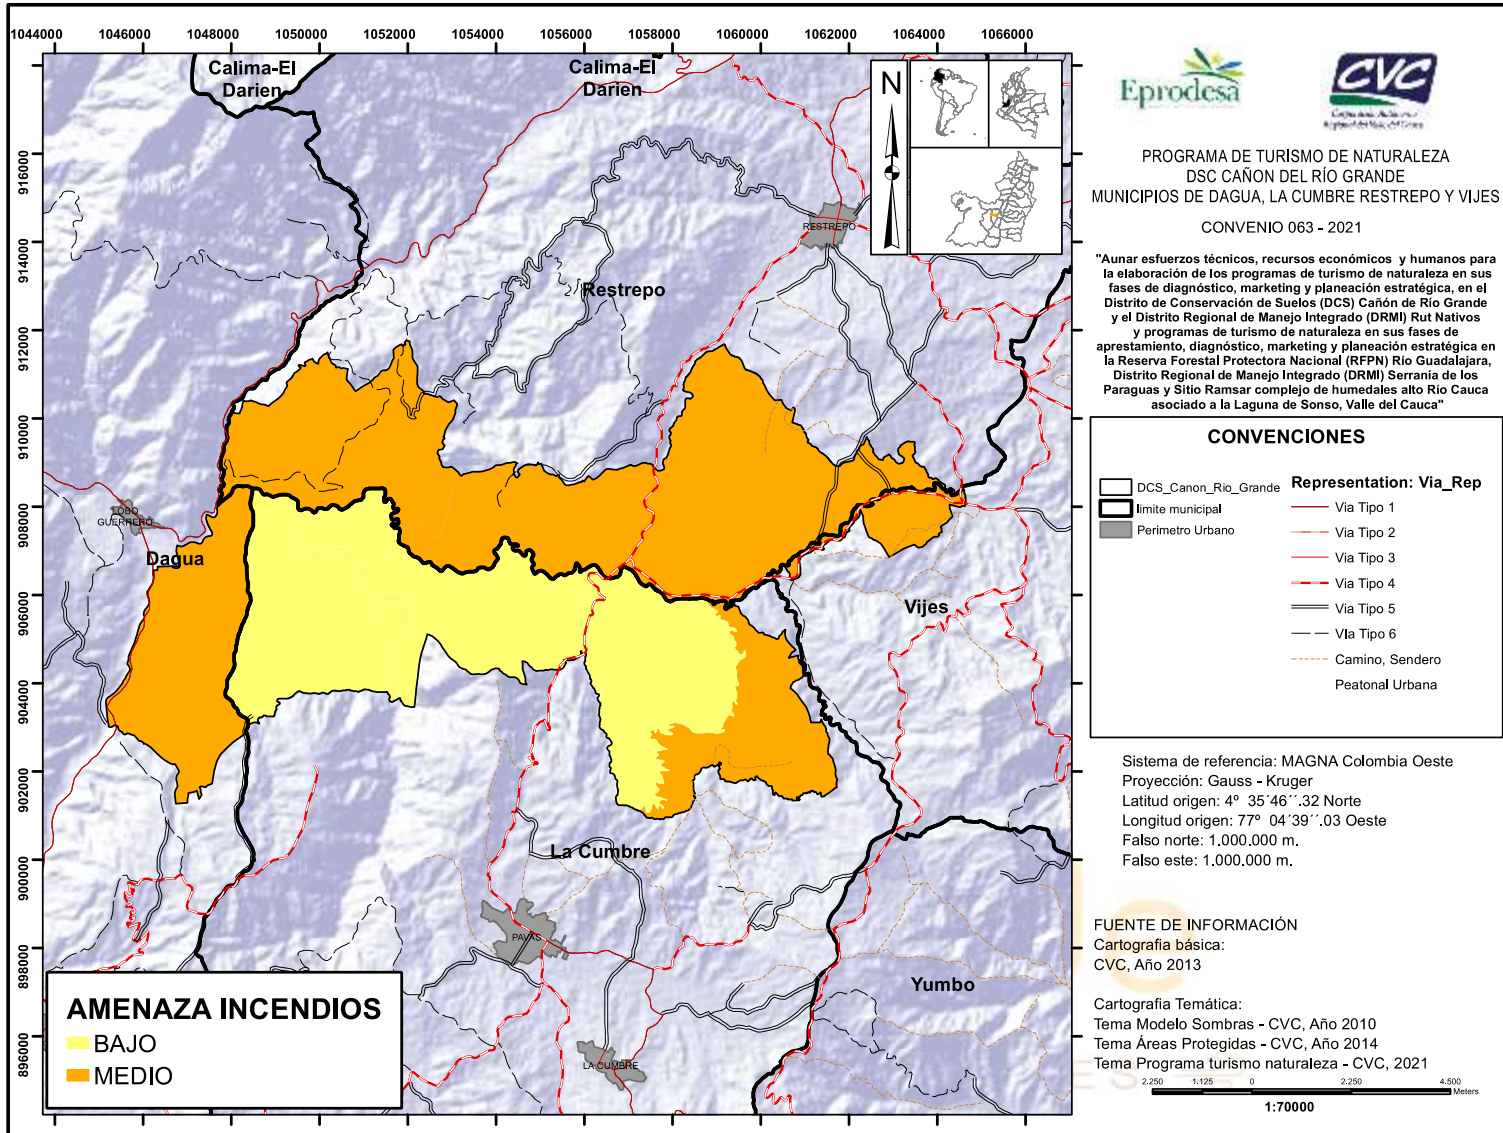 1044000 1046000 1048000 1050000 1052000 1054000 1056000 1058000 1060000 1062000 1064000 1066000
916000
914000
912000
910000
908000
906000
904000
902000
900000
898000
896000
Calima-El
Darien
Calima-El
Darien
N
RESTREPO
Restrepo
LOBO
GUERRERO
Dagua
Vijes
La Cumbre
PAVAS
Yumbo
LA CUMBRE
AMENAZA INCENDIOS
BAJO
MEDIO
Eprodesa
CVC
Corporación Autónoma
Regional del Valle del Cauca
PROGRAMA DE TURISMO DE NATURALEZA
DSC CAÑON DEL RÍO GRANDE
MUNICIPIOS DE DAGUA, LA CUMBRE RESTREPO Y VIJES
CONVENIO 063 - 2021
"Aunar esfuerzos técnicos, recursos económicos y humanos para
la elaboración de los programas de turismo de naturaleza en sus
fases de diagnóstico, marketing y planeación estratégica, en el
Distrito de Conservación de Suelos (DCS) Cañón de Río Grande
y el Distrito Regional de Manejo Integrado (DRMI) Rut Nativos
y programas de turismo de naturaleza en sus fases de
aprestamiento, diagnóstico, marketing y planeación estratégica en
la Reserva Forestal Protectora Nacional (RFPN) Río Guadalajara,
Distrito Regional de Manejo Integrado (DRMI) Serranía de los
Paraguas y Sitio Ramsar complejo de humedales alto Río Cauca
asociado a la Laguna de Sonso, Valle del Cauca"
CONVENCIONES
DCS_Canon_Rio_Grande
limite municipal
Perimetro Urbano
Representation: Via_Rep
Via Tipo 1
Via Tipo 2
Via Tipo 3
Via Tipo 4
Via Tipo 5
VIa Tipo 6
Camino, Sendero
Peatonal Urbana
Sistema de referencia: MAGNA Colombia Oeste
Proyección: Gauss - Kruger
Latitud origen: 4º 35´46´´.32 Norte
Longitud origen: 77º 04´39´´.03 Oeste
Falso norte: 1.000.000 m.
Falso este: 1.000.000 m.
FUENTE DE INFORMACIÓN
Cartografia básica:
CVC, Año 2013
Cartografia Temática:
Tema Modelo Sombras - CVC, Año 2010
Tema Áreas Protegidas - CVC, Año 2014
Tema Programa turismo naturaleza - CVC, 2021
2.250 1.125 0 2.250 4.500
Meters
1:70000